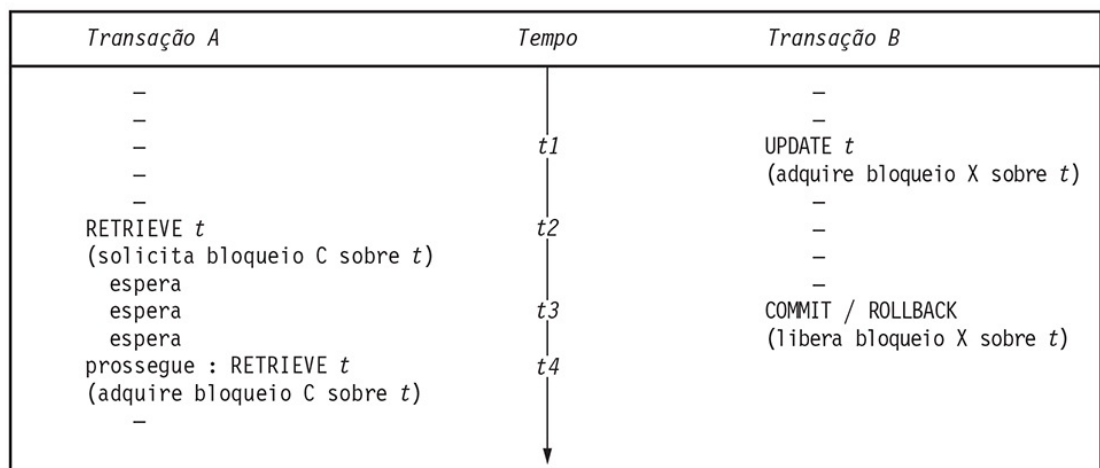 Transação A Tempo Transação B
–
–
–
–
– t1 UPDATE t
– (adquire bloqueio X sobre t)
– –
RETRIEVE t t2 –
(solicita bloqueio C sobre t) –
espera –
espera t3 COMMIT / ROLLBACK
espera (libera bloqueio X sobre t)
prossegue : RETRIEVE t t4
(adquire bloqueio C sobre t)
–